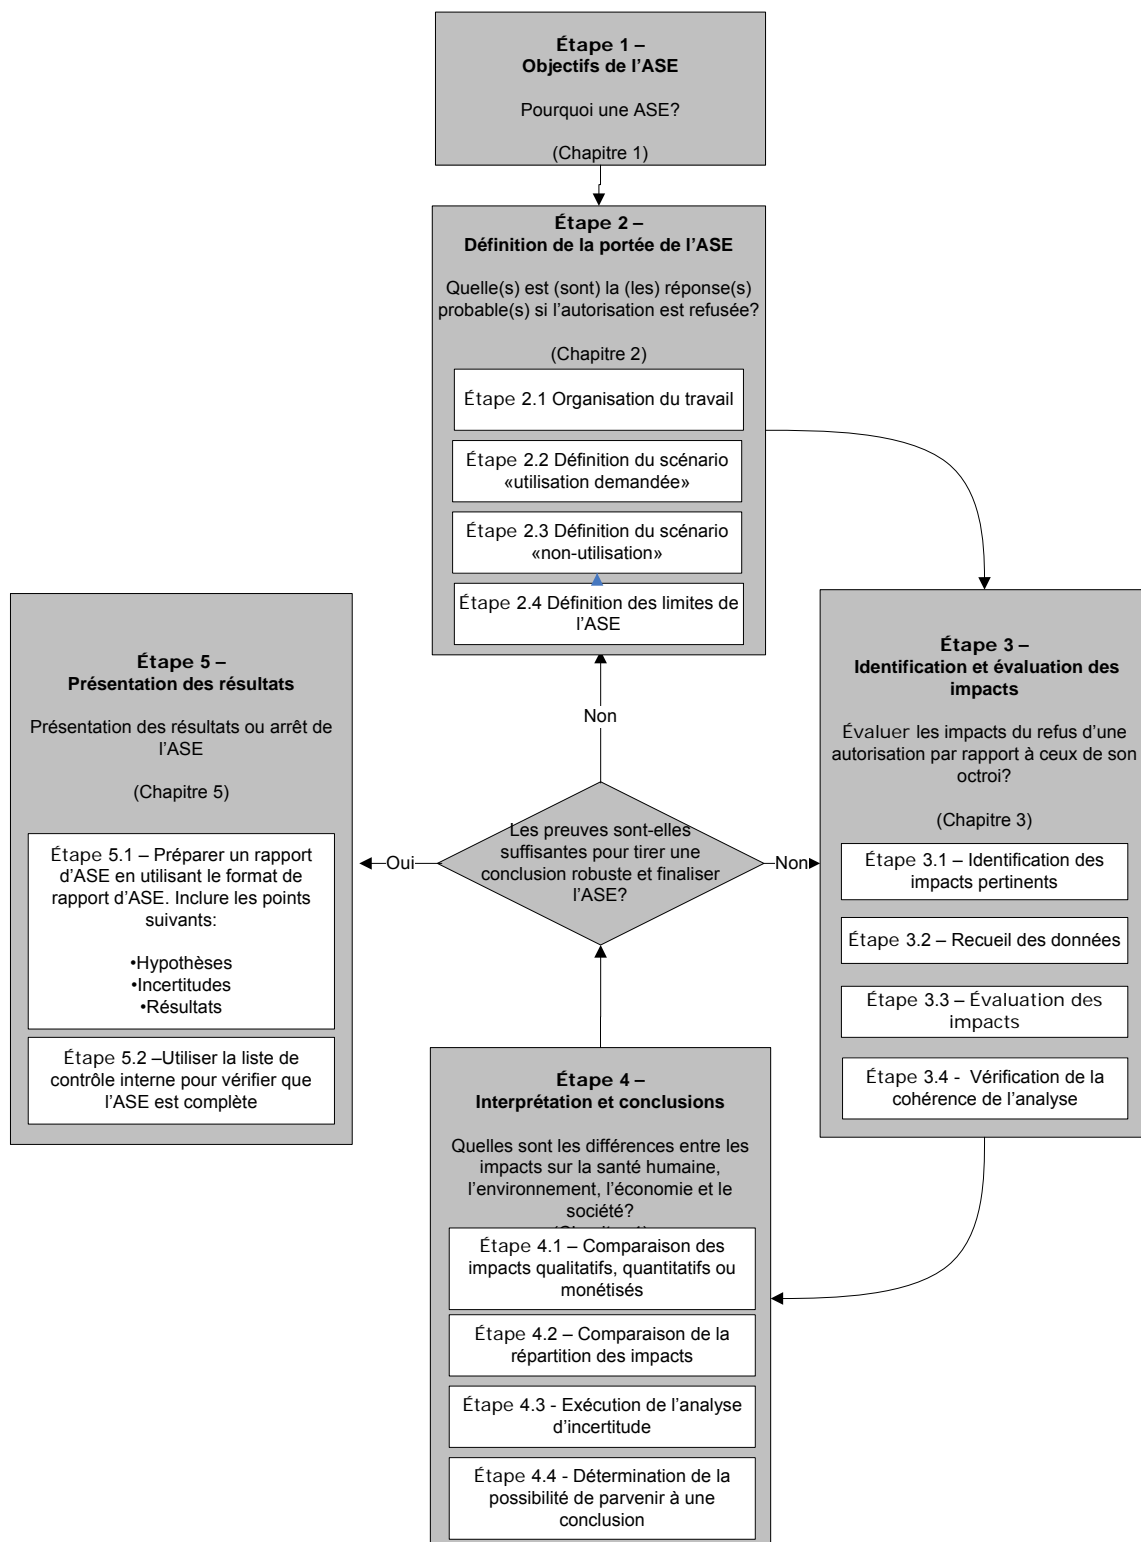 Étape 1 –
Objectifs de l’ASE
Pourquoi une ASE?
(Chapitre 1)
Étape 2 –
Définition de la portée de l’ASE
Quelle(s) est (sont) la (les) réponse(s)
probable(s) si l’autorisation est refusée?
(Chapitre 2)
Étape 2.1 Organisation du travail
Étape 2.2 Définition du scénario
«utilisation demandée»
Étape 2.3 Définition du scénario
«non-utilisation»
Étape 2.4 Définition des limites de
l’ASE
Étape 3 –
Identification et évaluation des
impacts
Évaluer les impacts du refus d’une
autorisation par rapport à ceux de son
octroi?
(Chapitre 3)
Étape 3.1 – Identification des
impacts pertinents
Étape 3.2 – Recueil des données
Étape 3.3 – Évaluation des
impacts
Étape 3.4 - Vérification de la
cohérence de l’analyse
Étape 4 –
Interprétation et conclusions
Quelles sont les différences entre les
impacts sur la santé humaine,
l’environnement, l’économie et le
société?
Étape 4.1 – Comparaison des
impacts qualitatifs, quantitatifs ou
monétisés
Étape 4.2 – Comparaison de la
répartition des impacts
Étape 4.3 - Exécution de l’analyse
d’incertitude
Étape 4.4 - Détermination de la
possibilité de parvenir à une
conclusion
Les preuves sont-elles
suffisantes pour tirer une
conclusion robuste et finaliser
l’ASE?
Non
Non
Oui
Étape 5 –
Présentation des résultats
Présentation des résultats ou arrêt de
l’ASE
(Chapitre 5)
Étape 5.1 – Préparer un rapport
d’ASE en utilisant le format de
rapport d’ASE. Inclure les points
suivants:
•Hypothèses
•Incertitudes
•Résultats
Étape 5.2 –Utiliser la liste de
contrôle interne pour vérifier que
l’ASE est complète